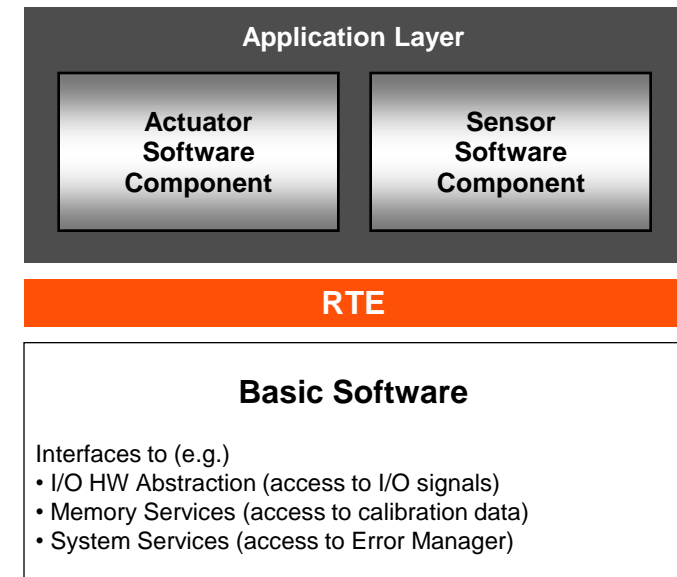 Application Layer
Actuator
Software
Component
Sensor
Software
Component
RTE
Basic Software
Interfaces to (e.g.)
• I/O HW Abstraction (access to I/O signals)
• Memory Services (access to calibration data)
• System Services (access to Error Manager)